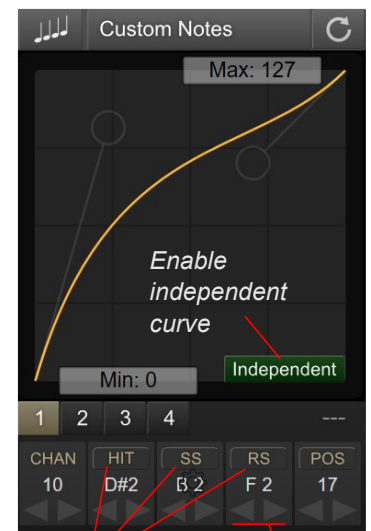 Custom Notes
Max: 127
Enable
independent
curve
Independent
Min: 0
1 2 3 4 ---
CHAN HIT SS RS POS
10 D#2 B 2 F 2 17